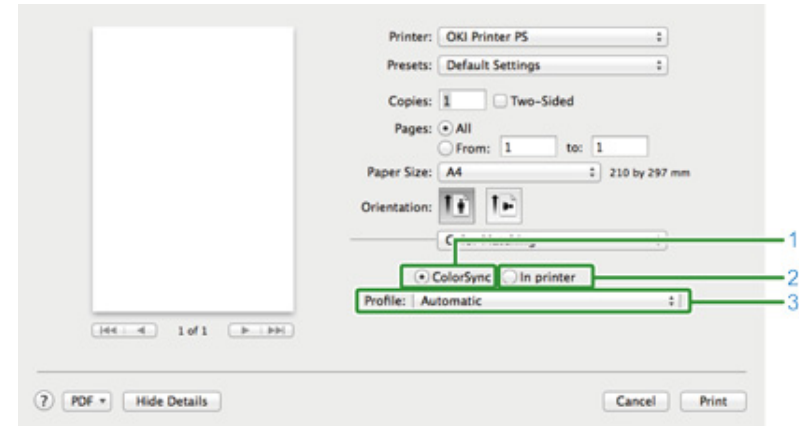 Printer: OKI Printer PS
Presets: Default Settings
Copies: 1 Two-Sided
Pages: All
From: 1 to: 1
Paper Size: A4 210 by 297 mm
Orientation:
1
ColorSync In printer 2
Profile: Automatic 3
1 of 1
? PDF Hide Details Cancel Print